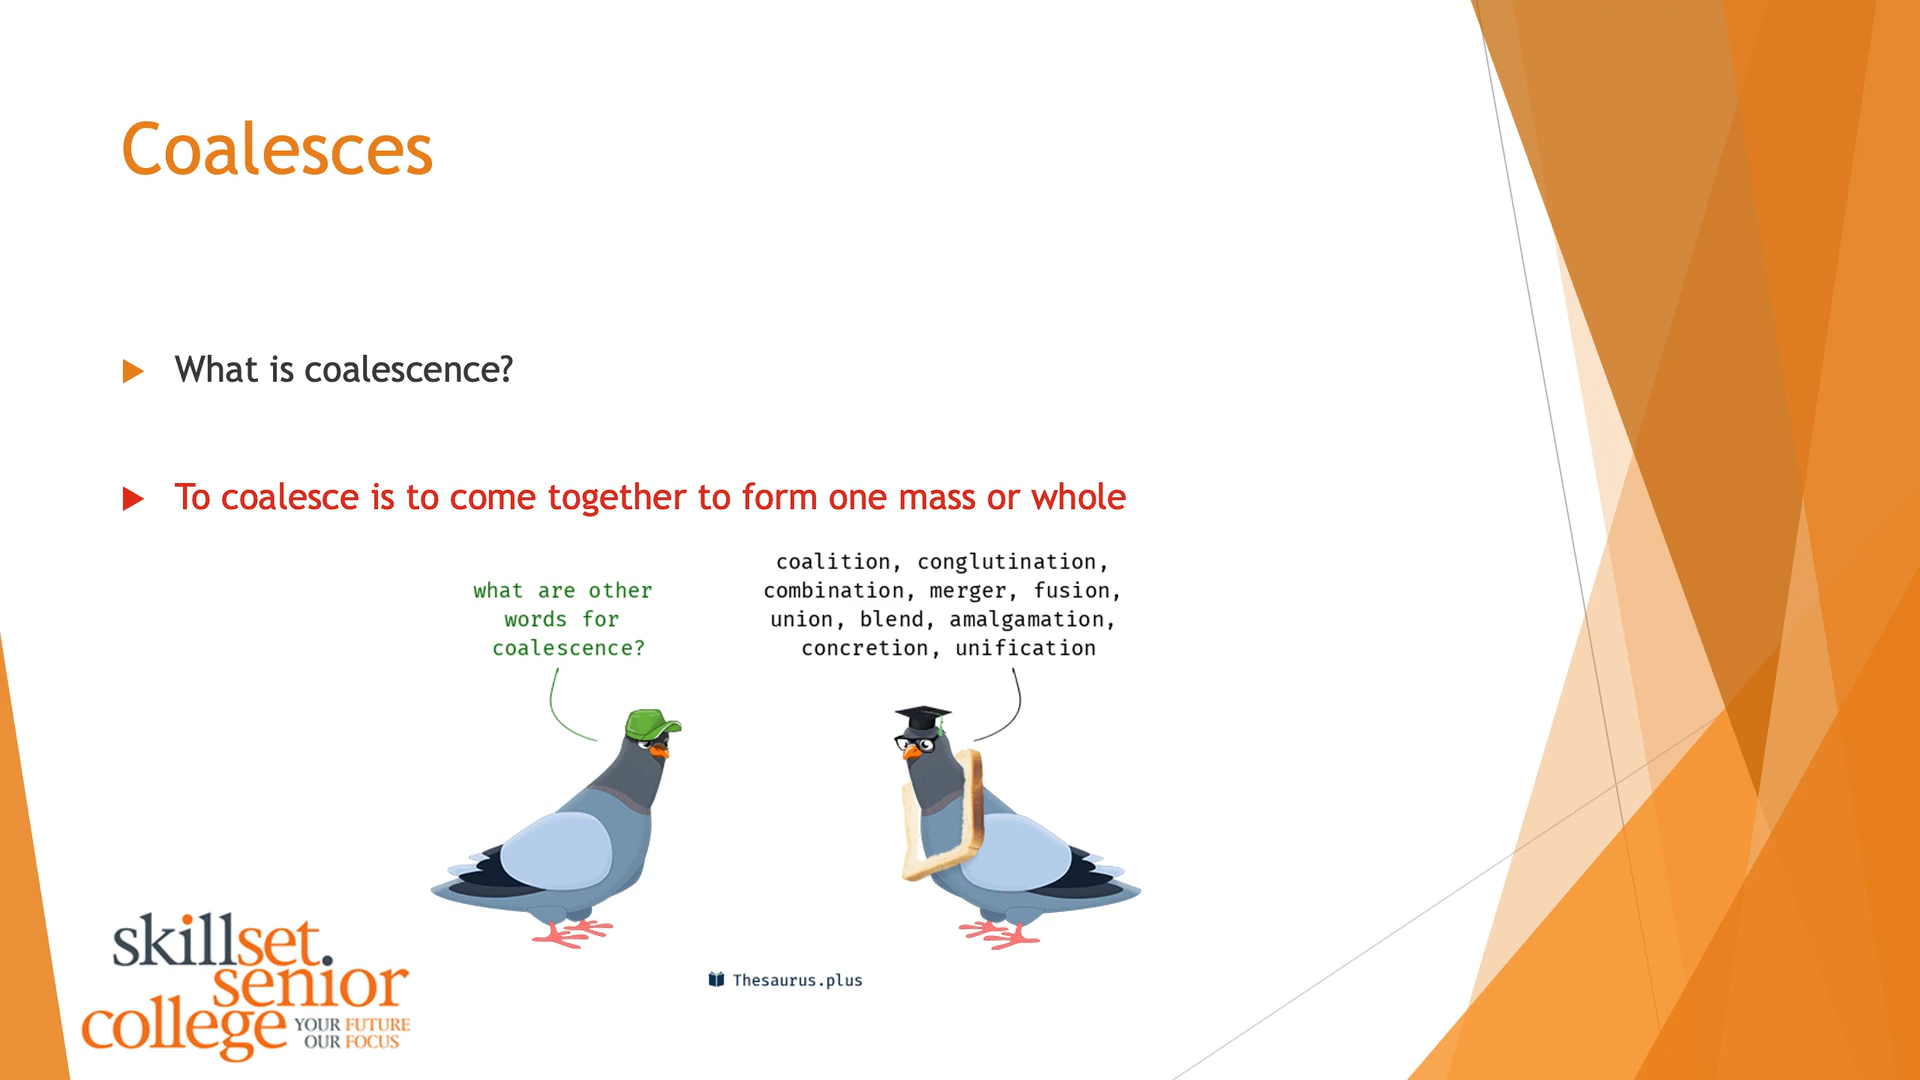 Coalesces
What is coalescence?
To coalesce is to come together to form one mass or whole
what are other
words for
coalescence?
coalition, conglutination,
combination, merger, fusion,
union, blend, amalgamation,
concretion, unification
Thesaurus.plus
skillset.
senior
college
YOUR FUTURE
OUR FOCUS